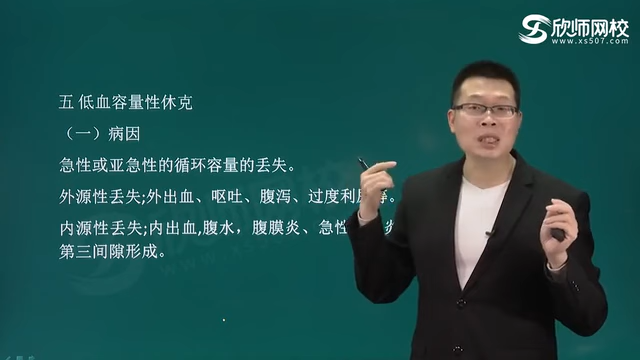 欣师网校
www.xs507.com
五 低血容量性休克
（一）病因
急性或亚急性的循环容量的丢失。
外源性丢失;外出血、呕吐、腹泻、过度利尿等。
内源性丢失;内出血,腹水，腹膜炎、急性 炎
第三间隙形成。